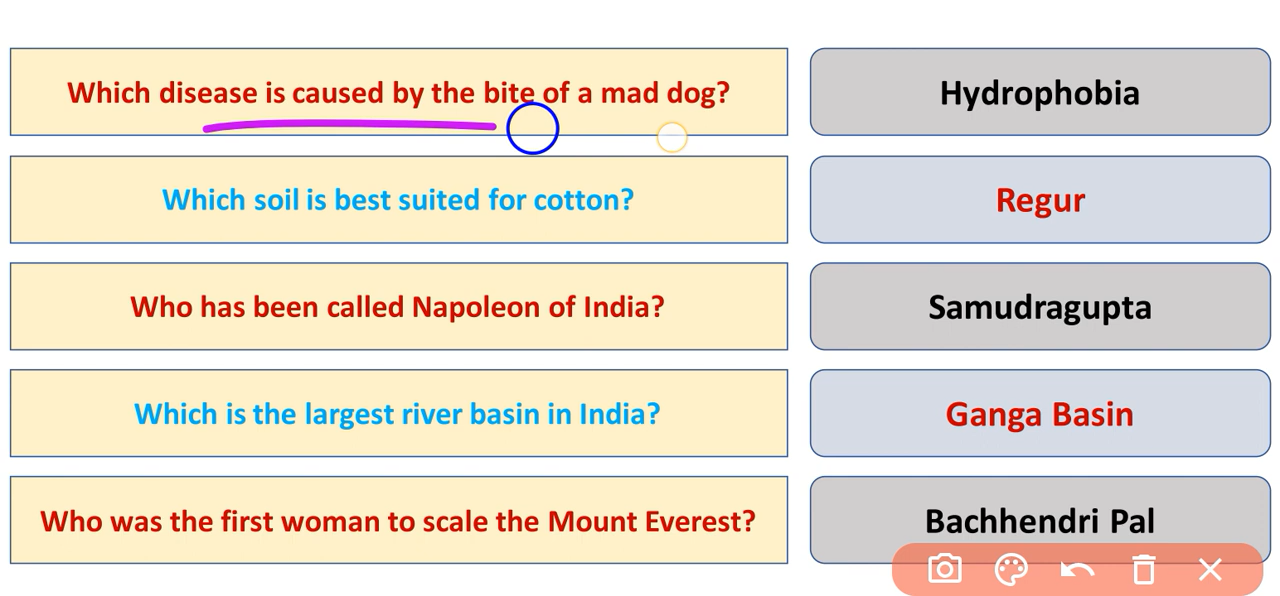 Which disease is caused by the bite of a mad dog?
Hydrophobia
Which soil is best suited for cotton?
Regur
Who has been called Napoleon of India?
Samudragupta
Which is the largest river basin in India?
Ganga Basin
Who was the first woman to scale the Mount Everest?
Bachhendri Pal